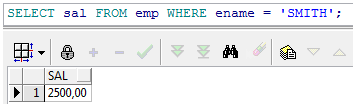 SELECT sal FROM emp WHERE ename = 'SMITH';
SAL
1 2500,00